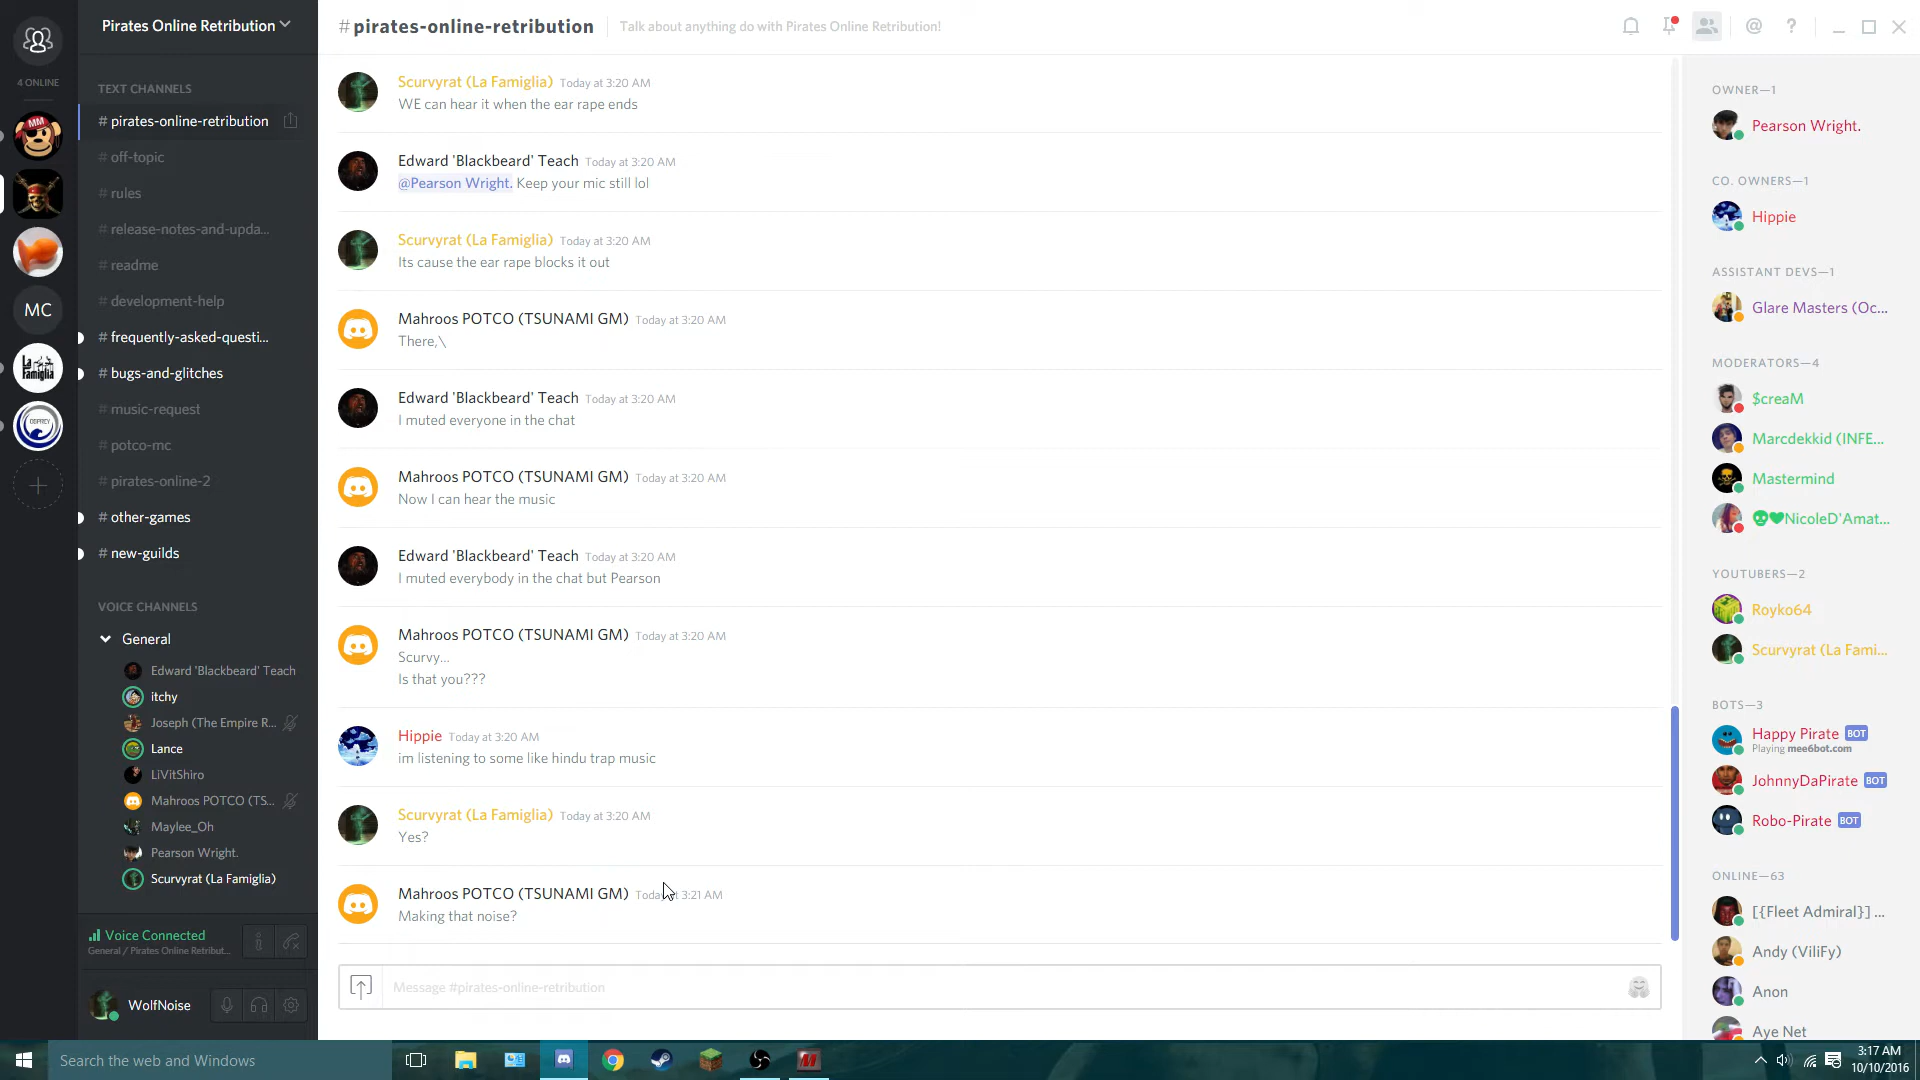 4 ONLINE
MM
MC
La Famiglia
OSPREY
Pirates Online Retribution
TEXT CHANNELS
# pirates-online-retribution
# off-topic
# rules
# release-notes-and-upda...
# readme
# development-help
# frequently-asked-questi...
# bugs-and-glitches
# music-request
# potco-mc
# pirates-online-2
# other-games
# new-guilds
VOICE CHANNELS
General
Edward 'Blackbeard' Teach
itchy
Joseph (The Empire R...
Lance
LiVitShiro
Mahroos POTCO (TS...
Maylee_Oh
Pearson Wright.
Scurvyrat (La Famiglia)
Voice Connected
General / Pirates Online Retribut...
WolfNoise
#pirates-online-retribution Talk about anything do with Pirates Online Retribution!
Scurvyrat (La Famiglia) Today at 3:20 AM
WE can hear it when the ear rape ends
Edward 'Blackbeard' Teach Today at 3:20 AM
@Pearson Wright. Keep your mic still lol
Scurvyrat (La Famiglia) Today at 3:20 AM
Its cause the ear rape blocks it out
Mahroos POTCO (TSUNAMI GM) Today at 3:20 AM
There,\
Edward 'Blackbeard' Teach Today at 3:20 AM
I muted everyone in the chat
Mahroos POTCO (TSUNAMI GM) Today at 3:20 AM
Now I can hear the music
Edward 'Blackbeard' Teach Today at 3:20 AM
I muted everybody in the chat but Pearson
Mahroos POTCO (TSUNAMI GM) Today at 3:20 AM
Scurvy...
Is that you???
Hippie Today at 3:20 AM
im listening to some like hindu trap music
Scurvyrat (La Famiglia) Today at 3:20 AM
Yes?
Mahroos POTCO (TSUNAMI GM) Today 3:21 AM
Making that noise?
Message #pirates-online-retribution
OWNER—1
Pearson Wright.
CO. OWNERS—1
Hippie
ASSISTANT DEVS—1
Glare Masters (Oc...
MODERATORS—4
$creaM
Marcdekkid (INFE...
Mastermind
💀❤NicoleD'Amat...
YOUTUBERS—2
Royko64
Scurvyrat (La Fami...
BOTS—3
Happy Pirate BOT
Playing mee6bot.com
JohnnyDaPirate BOT
Robo-Pirate BOT
ONLINE—63
[{Fleet Admiral}] ...
Andy (ViliFy)
Anon
Aye Net
Search the web and Windows
3:17 AM
10/10/2016